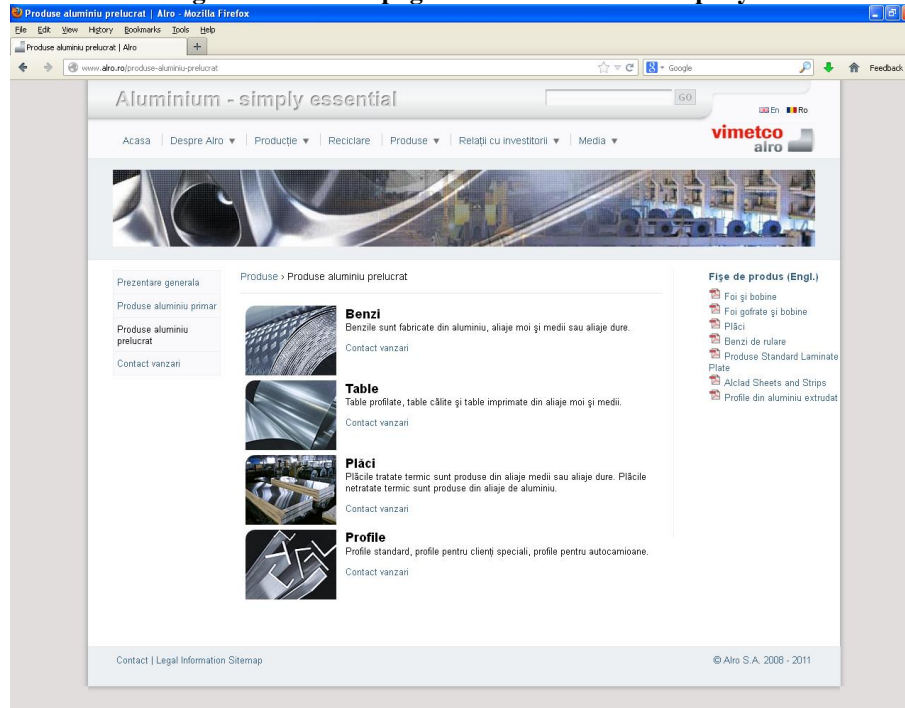 Produse aluminiu prelucrat | Alro - Mozilla Firefox
File Edit View History Bookmarks Tools Help
Produse aluminiu prelucrat | Alro +
www.alro.ro/produse-aluminiu-prelucrat Google Feedback
Aluminium - simply essential GO
En Ro
Acasa Despre Alro Producție Reciclare Produse Relații cu investitorii Media
vimetco
alro
Prezentare generala
Produse aluminiu primar
Produse aluminiu
prelucrat
Contact vanzari
Produse › Produse aluminiu prelucrat
Benzi
Benzile sunt fabricate din aluminiu, aliaje moi şi medii sau aliaje dure.
Contact vanzari
Table
Table profilate, table călite şi table imprimate din aliaje moi şi medii.
Contact vanzari
Plăci
Plăcile tratate termic sunt produse din aliaje medii sau aliaje dure. Plăcile
netratate termic sunt produse din aliaje de aluminiu.
Contact vanzari
Profile
Profile standard, profile pentru clienţi speciali, profile pentru autocamioane.
Contact vanzari
Fişe de produs (Engl.)
Foi şi bobine
Foi gofrate şi bobine
Plăci
Benzi de rulare
Produse Standard Laminate
Plate
Alclad Sheets and Strips
Profile din aluminiu extrudat
Contact | Legal Information Sitemap
© Alro S.A. 2008 - 2011